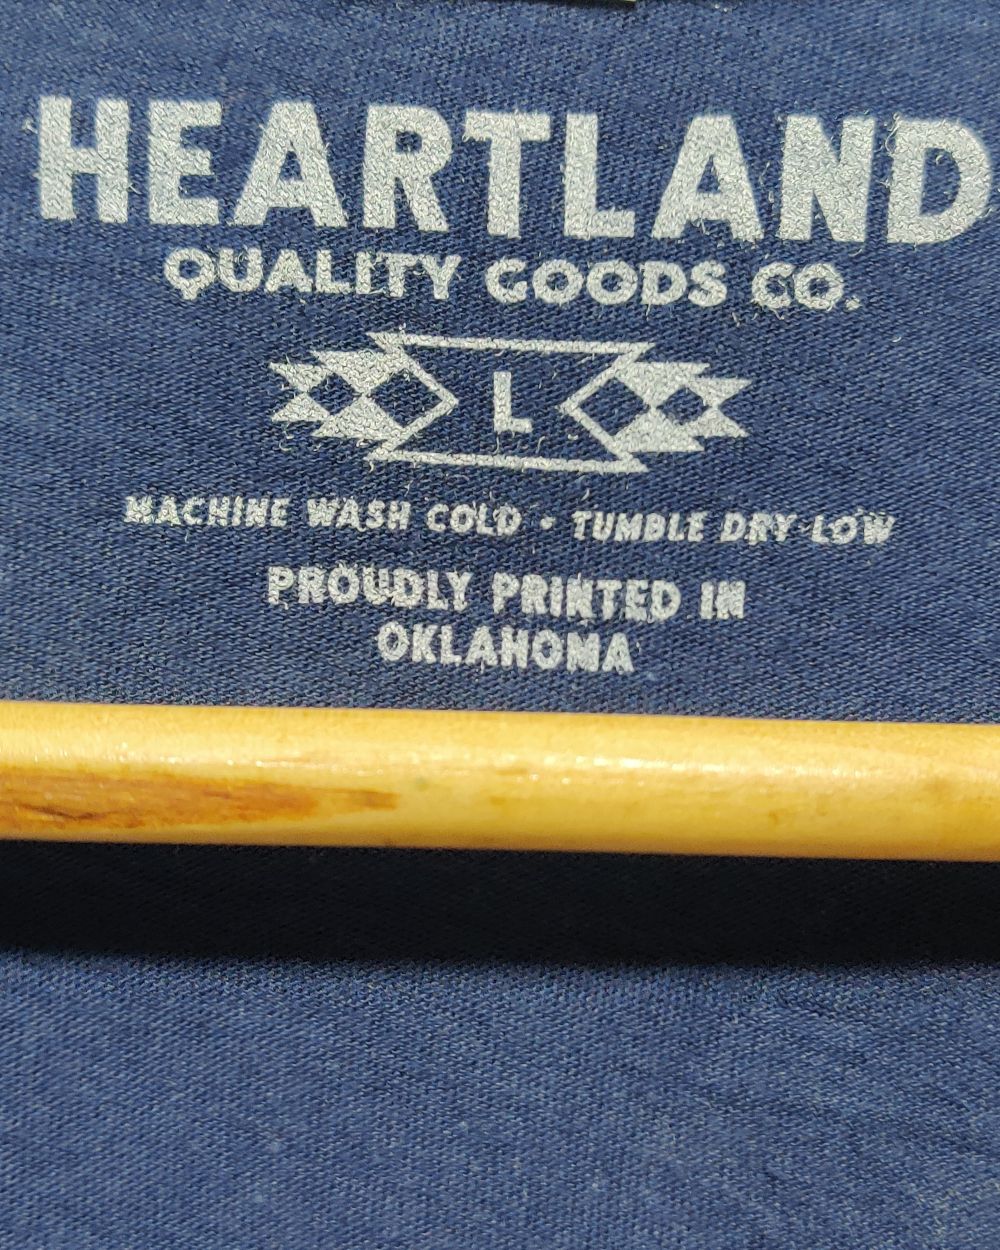 HEARTLAND
QUALITY GOODS CO.
L
MACHINE WASH COLD • TUMBLE DRY LOW
PROUDLY PRINTED IN
OKLAHOMA